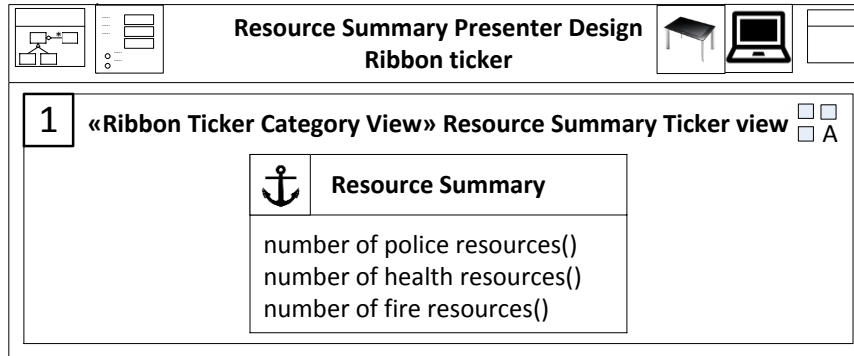 Resource Summary Presenter Design
Ribbon ticker
1
«Ribbon Ticker Category View» Resource Summary Ticker view
A
Resource Summary
number of police resources()
number of health resources()
number of fire resources()